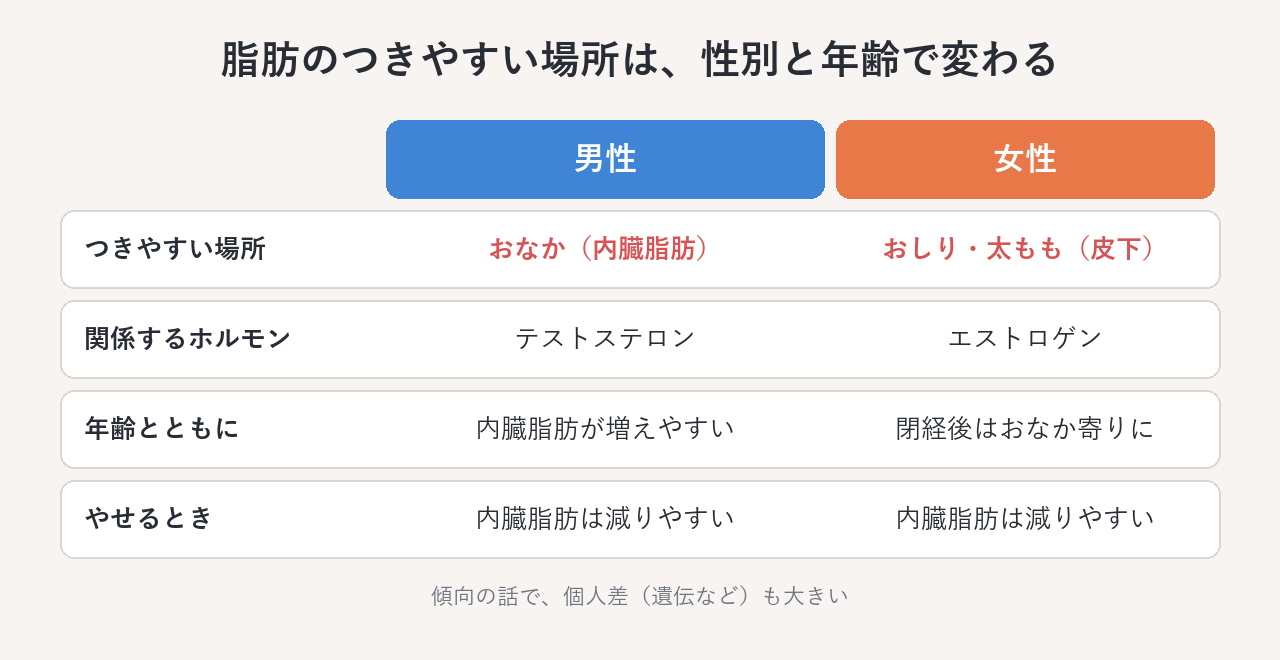 脂肪のつきやすい場所は、性別と年齢で変わる
男性 女性
つきやすい場所 おなか（内臓脂肪） おしり・太もも（皮下）
関係するホルモン テストステロン エストロゲン
年齢とともに 内臓脂肪が増えやすい 閉経後はおなか寄りに
やせるとき 内臓脂肪は減りやすい 内臓脂肪は減りやすい
傾向の話で、個人差（遺伝など）も大きい